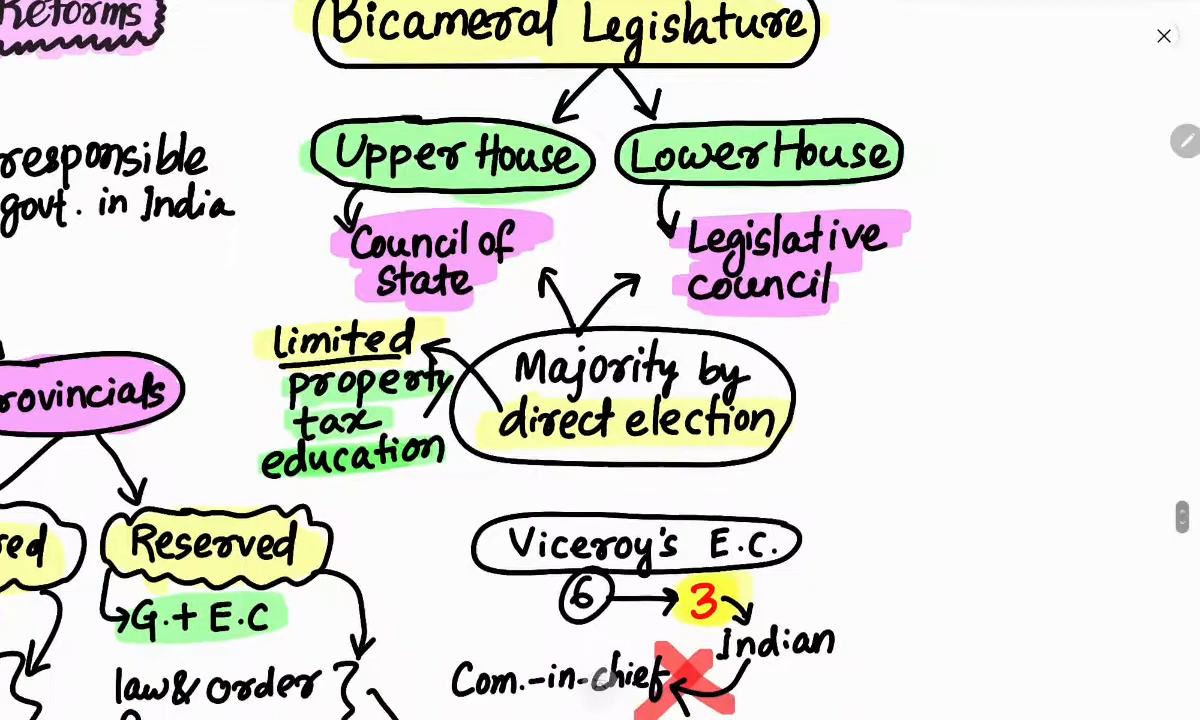 Reforms
Bicameral Legislature
Upper House
Lower House
responsible
govt. in India
Council of
State
Legislative
council
limited
property
tax
education
Majority by
direct election
rovincials
red
Reserved
G.+ E.C
law & order
Viceroy's E.C.
6
3
Indian
Com.-in-chief